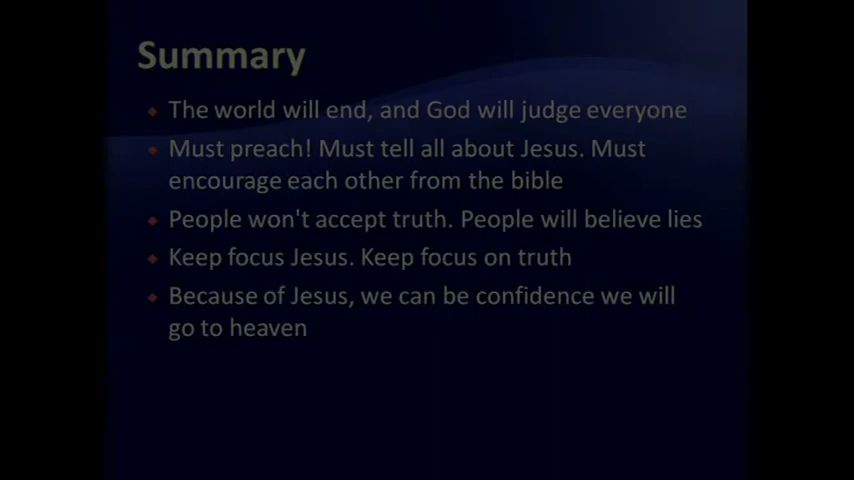 Summary
The world will end, and God will judge everyone
Must preach! Must tell all about Jesus. Must
encourage each other from the bible
People won't accept truth. People will believe lies
Keep focus Jesus. Keep focus on truth
Because of Jesus, we can be confidence we will
go to heaven